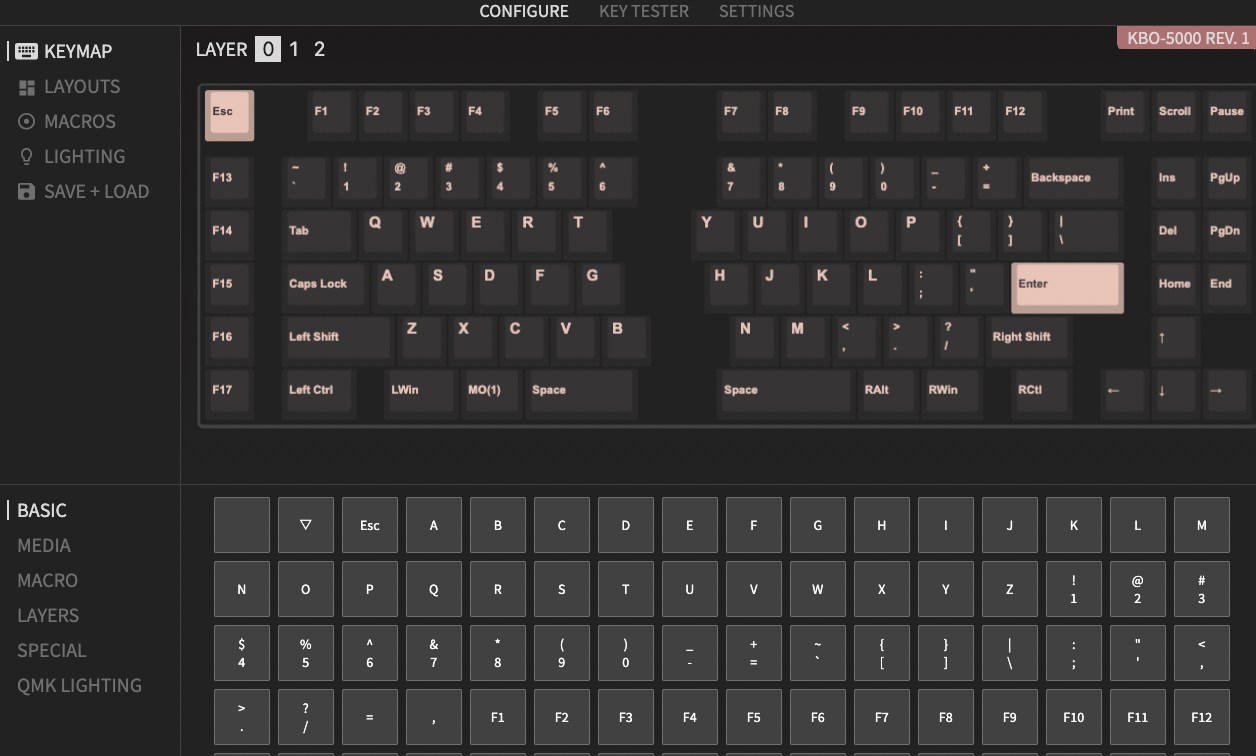 CONFIGURE KEY TESTER SETTINGS
KBO-5000 REV. 1
KEYMAP
LAYOUTS
MACROS
LIGHTING
SAVE + LOAD
LAYER 0 1 2
Esc F1 F2 F3 F4 F5 F6 F7 F8 F9 F10 F11 F12 Print Scroll Pause
F13 ~ ! @ # $ % ^ & * ( ) _ + Backspace Ins PgUp
` 1 2 3 4 5 6 7 8 9 0 - =
F14 Tab Q W E R T Y U I O P { } | Del PgDn
[ ] \
F15 Caps Lock A S D F G H J K L : " Enter Home End
; '
F16 Left Shift Z X C V B N M < > ? Right Shift ↑
, . /
F17 Left Ctrl LWin MO(1) Space Space RAlt RWin RCtl ← ↓ →
BASIC
MEDIA
MACRO
LAYERS
SPECIAL
QMK LIGHTING
▽ Esc A B C D E F G H I J K L M
N O P Q R S T U V W X Y Z ! @ #
1 2 3
$ % ^ & * ( ) _ + ~ { } | : " <
4 5 6 7 8 9 0 - = ` [ ] \ ; ' ,
> ? = , F1 F2 F3 F4 F5 F6 F7 F8 F9 F10 F11 F12
. /